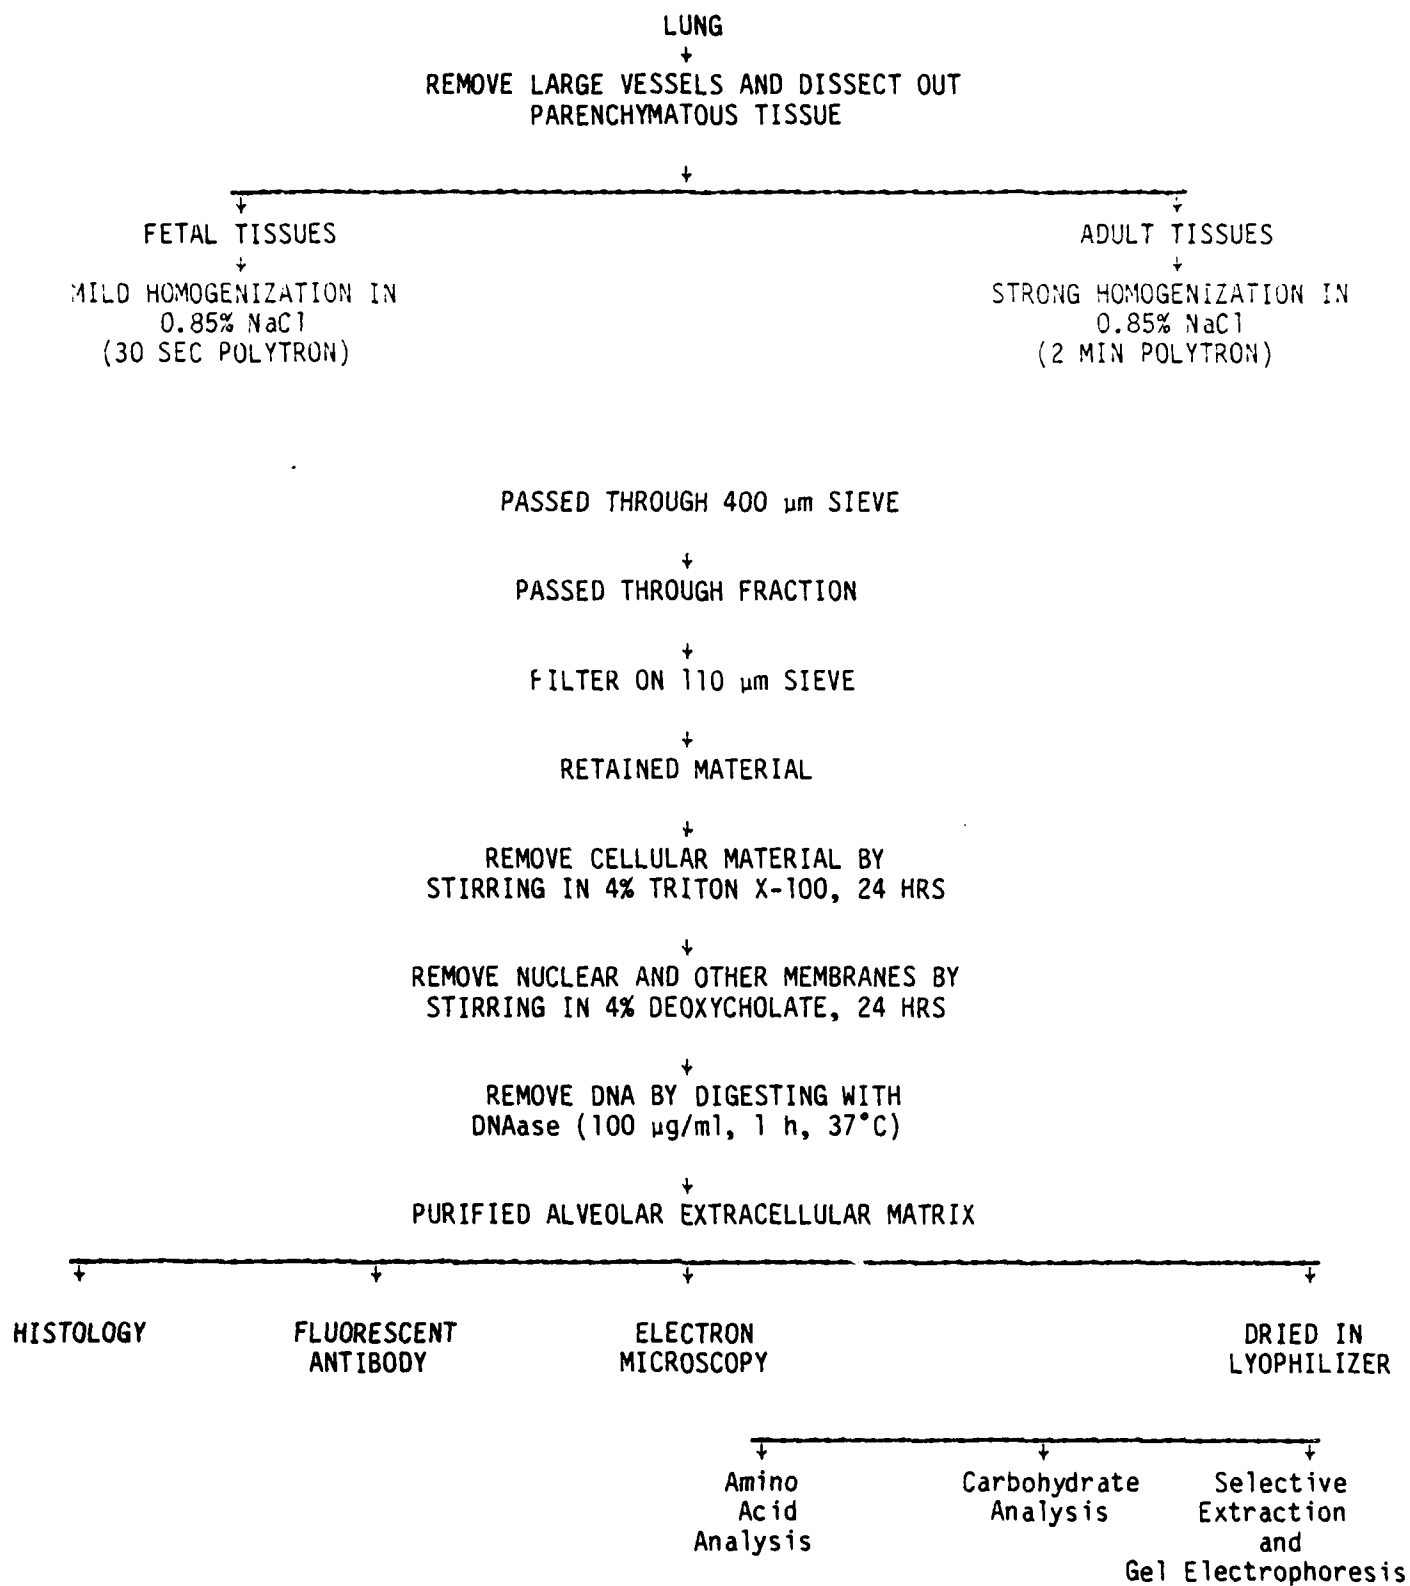 LUNG
REMOVE LARGE VESSELS AND DISSECT OUT
PARENCHYMATOUS TISSUE
FETAL TISSUES
MILD HOMOGENIZATION IN
0.85% NaCl
(30 SEC POLYTRON)
ADULT TISSUES
STRONG HOMOGENIZATION IN
0.85% NaCl
(2 MIN POLYTRON)
PASSED THROUGH 400 µm SIEVE
PASSED THROUGH FRACTION
FILTER ON 110 µm SIEVE
RETAINED MATERIAL
REMOVE CELLULAR MATERIAL BY
STIRRING IN 4% TRITON X-100, 24 HRS
REMOVE NUCLEAR AND OTHER MEMBRANES BY
STIRRING IN 4% DEOXYCHOLATE, 24 HRS
REMOVE DNA BY DIGESTING WITH
DNAase (100 µg/ml, 1 h, 37°C)
PURIFIED ALVEOLAR EXTRACELLULAR MATRIX
HISTOLOGY
FLUORESCENT
ANTIBODY
ELECTRON
MICROSCOPY
DRIED IN
LYOPHILIZER
Amino
Acid
Analysis
Carbohydrate
Analysis
Selective
Extraction
and
Gel Electrophoresis